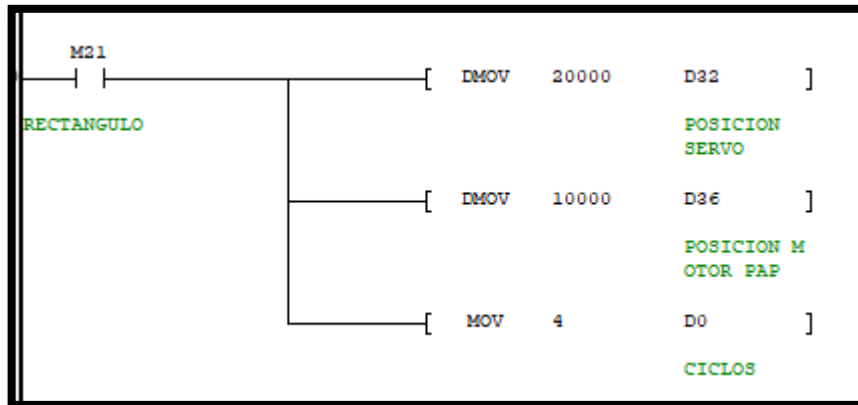 M21
DMOV 20000 D32
RECTANGULO
POSICION
SERVO
DMOV 10000 D36
POSICION M
OTOR PAP
MOV 4 D0
CICLOS